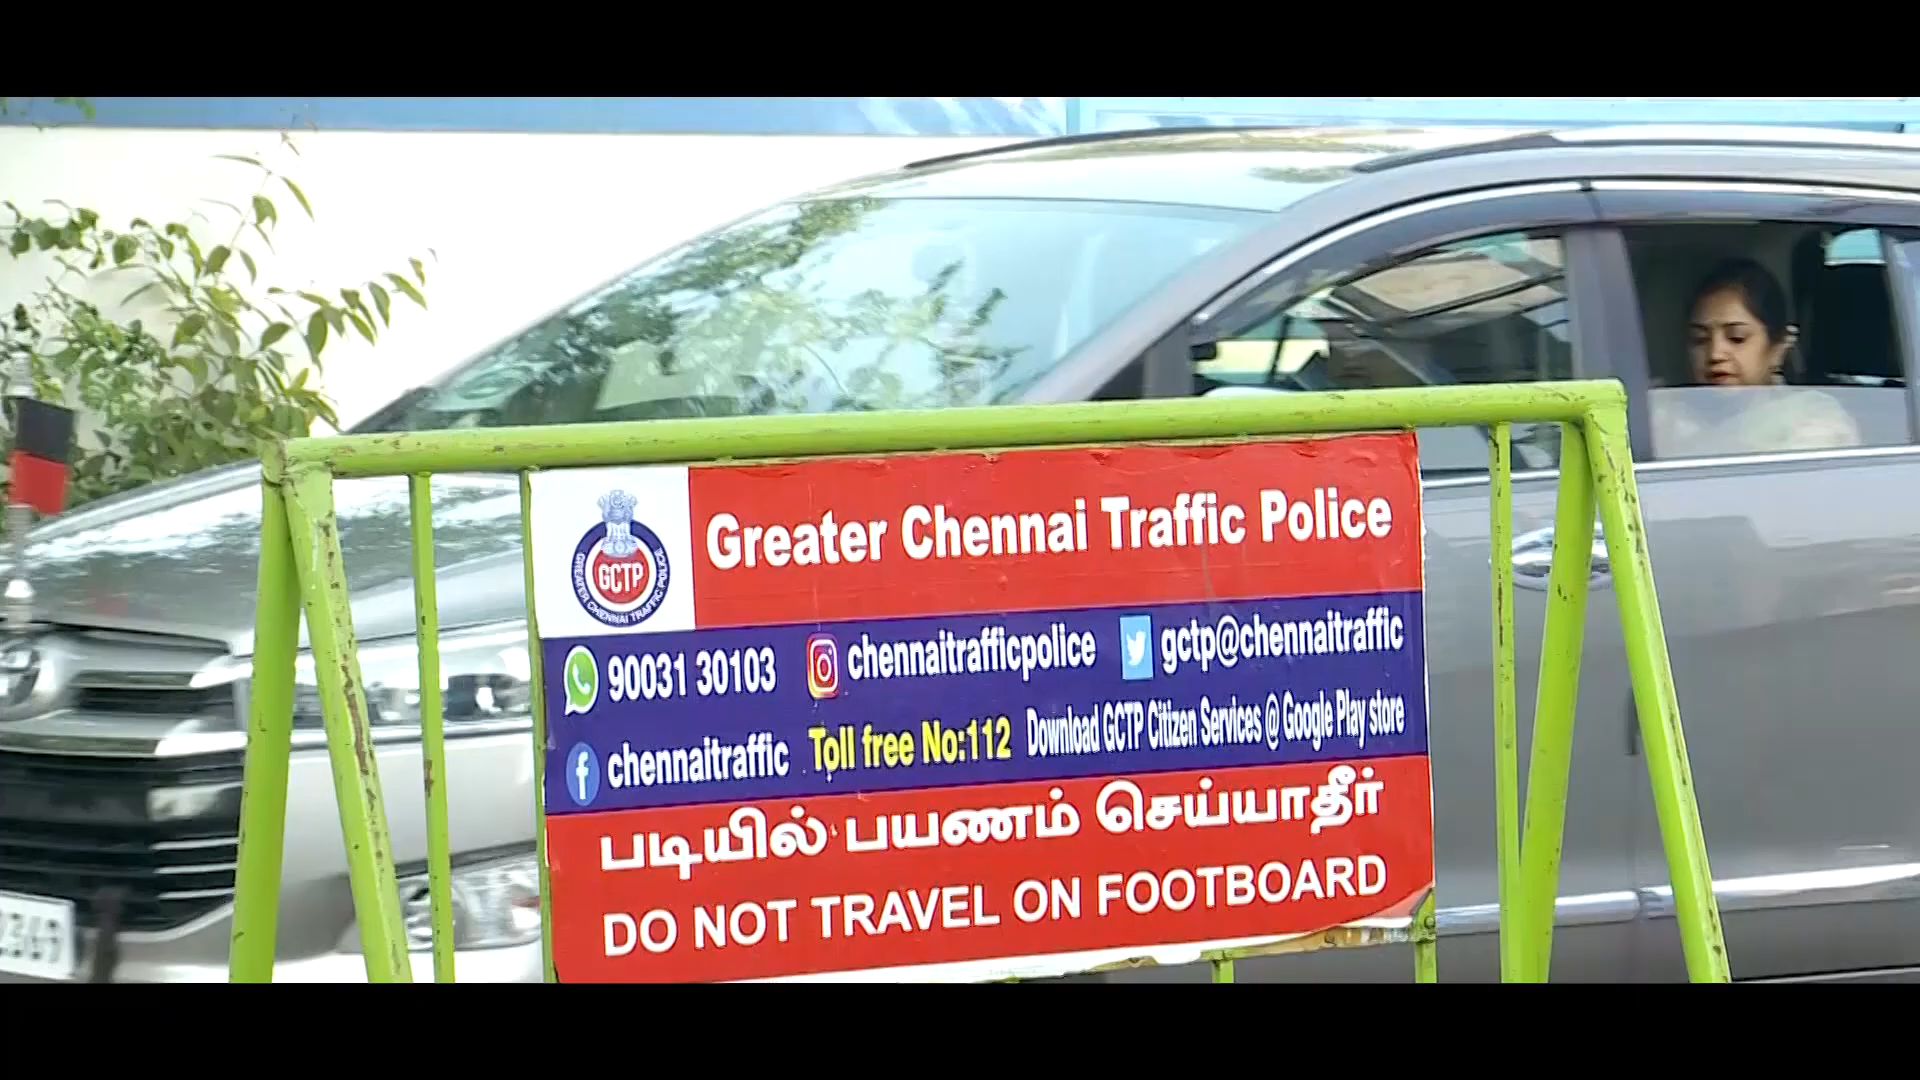 Greater Chennai Traffic Police
GCTP
GREATER CHENNAI TRAFFIC POLICE
90031 30103 chennaitrafficpolice gctp@chennaitraffic
chennaitraffic Toll free No:112 Download GCTP Citizen Services @ Google Play store
படியில் பயணம் செய்யாதீர்
DO NOT TRAVEL ON FOOTBOARD